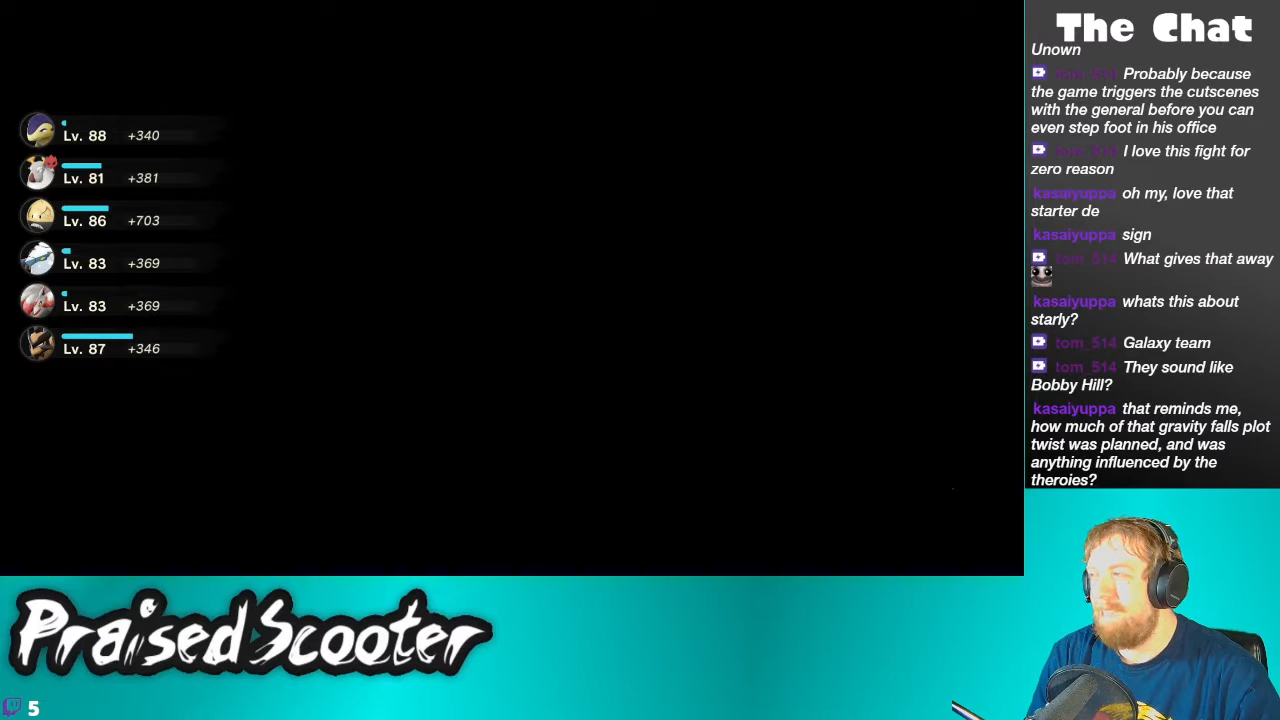 The Chat
Unown
tom_514 Probably because
the game triggers the cutscenes
with the general before you can
even step foot in his office
tom_514 I love this fight for
zero reason
kasaiyuppa oh my, love that
starter de
kasaiyuppa sign
tom_514 What gives that away
kasaiyuppa whats this about
starly?
tom_514 Galaxy team
tom_514 They sound like
Bobby Hill?
kasaiyuppa that reminds me,
how much of that gravity falls plot
twist was planned, and was
anything influenced by the
theroies?
Lv. 88 +340
Lv. 81 +381
Lv. 86 +703
Lv. 83 +369
Lv. 83 +369
Lv. 87 +346
PraisedScooter
5